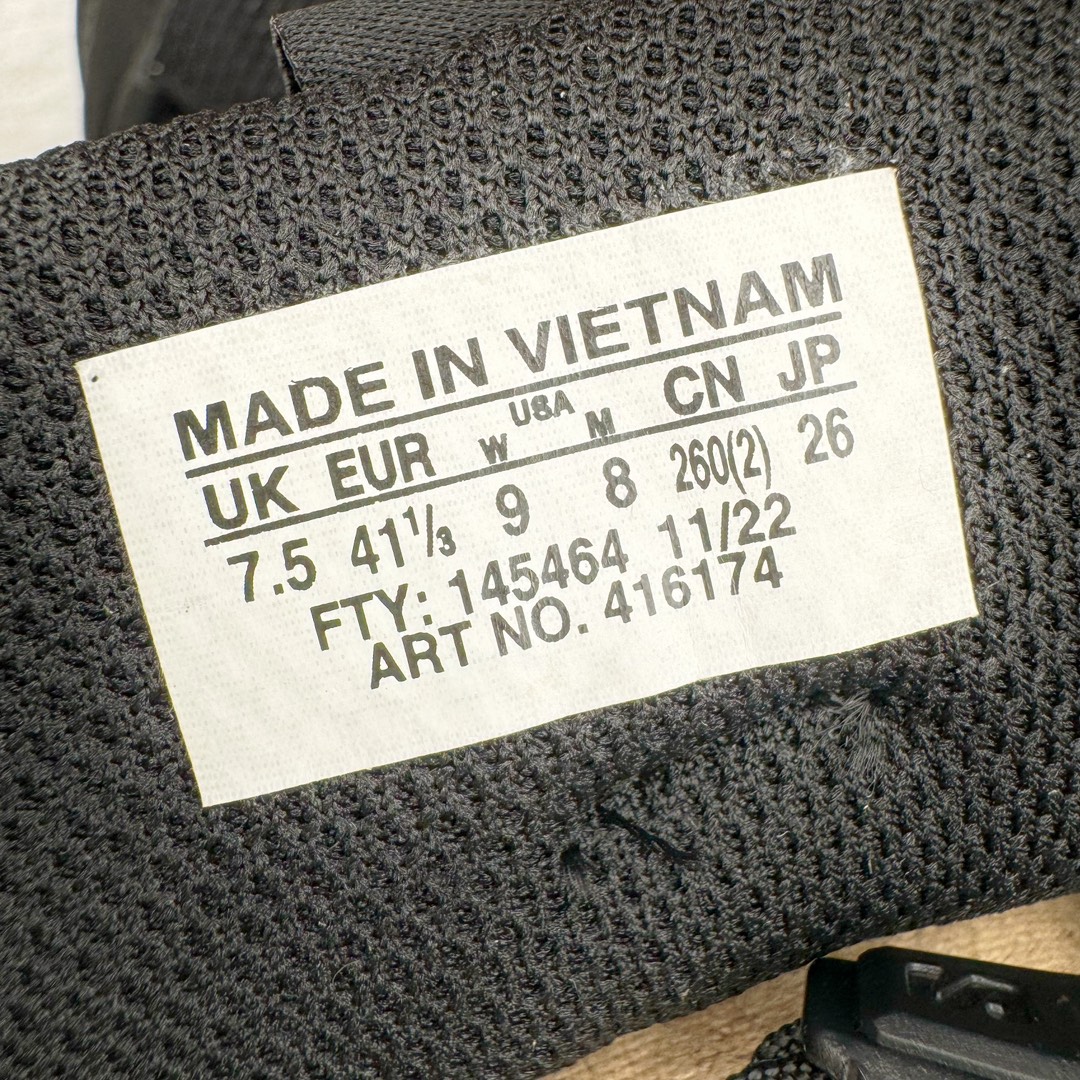 MADE IN VIETNAM
UK EUR W USA M CN JP
7.5 41⅓ 9 8 260(2) 26
FTY: 145464 11/22
ART NO. 416174